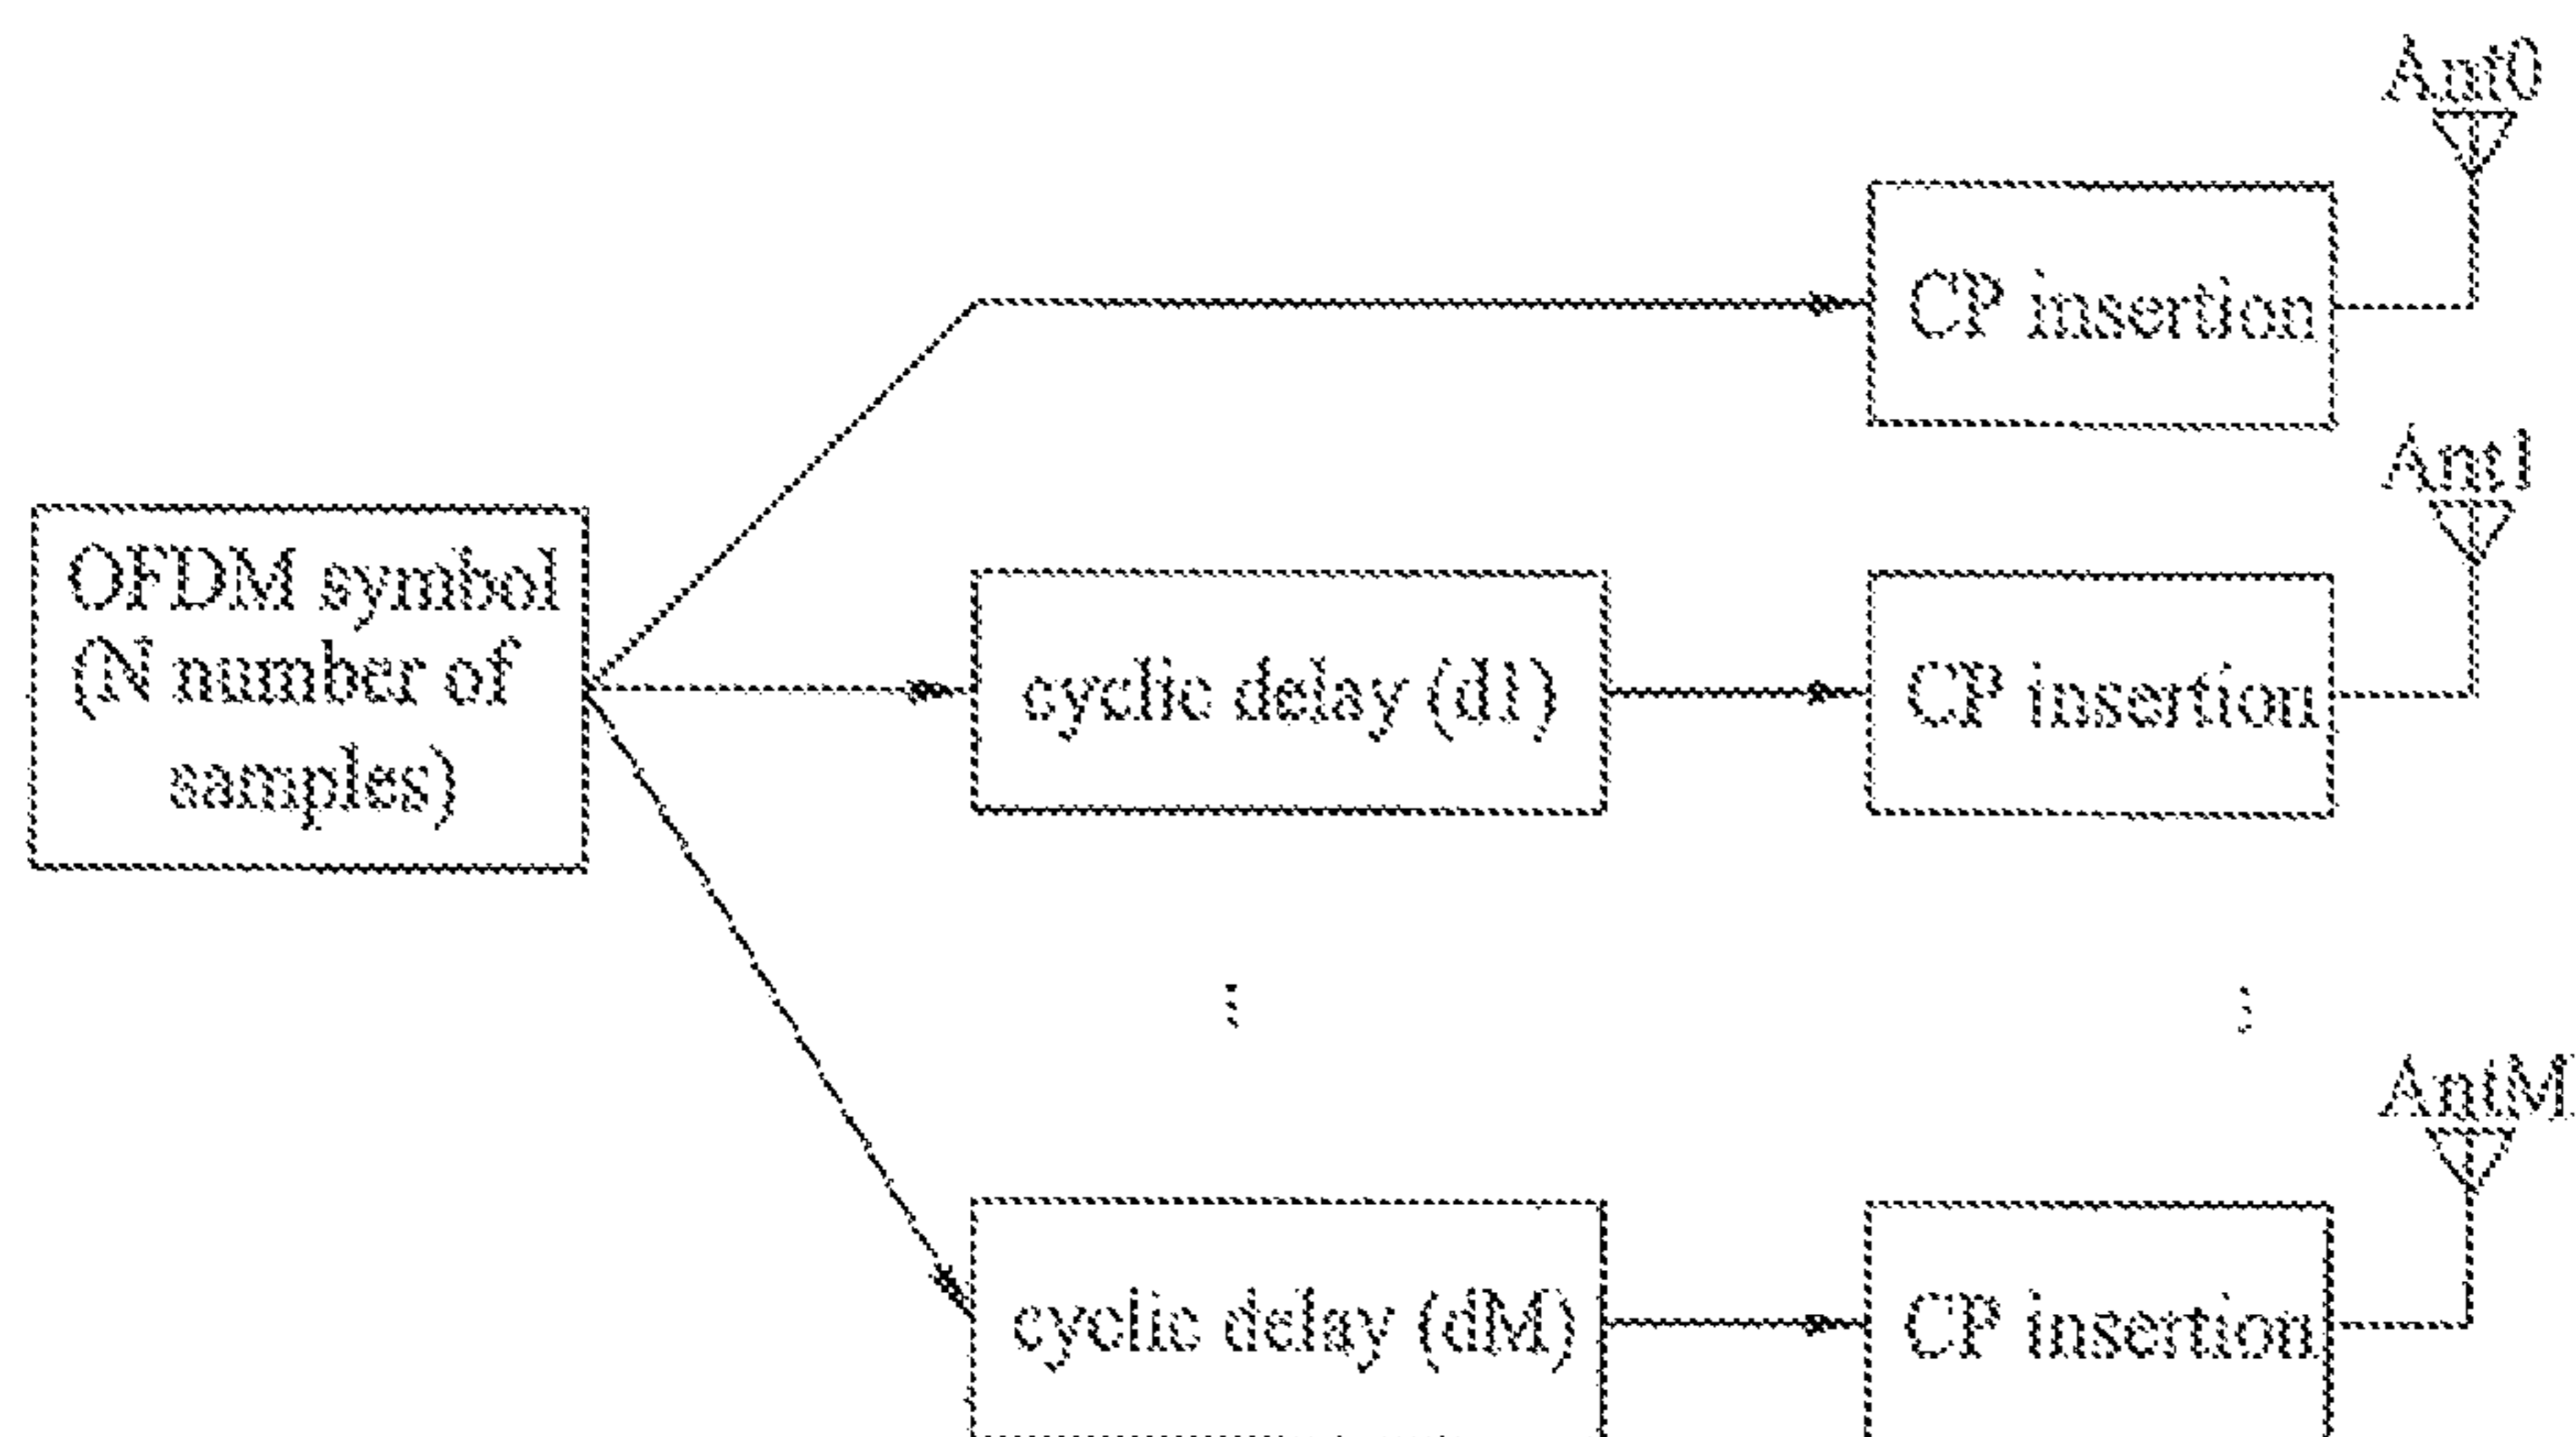 Ant0
CP insertion
Ant1
OFDM symbol
(N number of
samples)
cyclic delay (d1)
CP insertion
AntM
cyclic delay (dM)
CP insertion